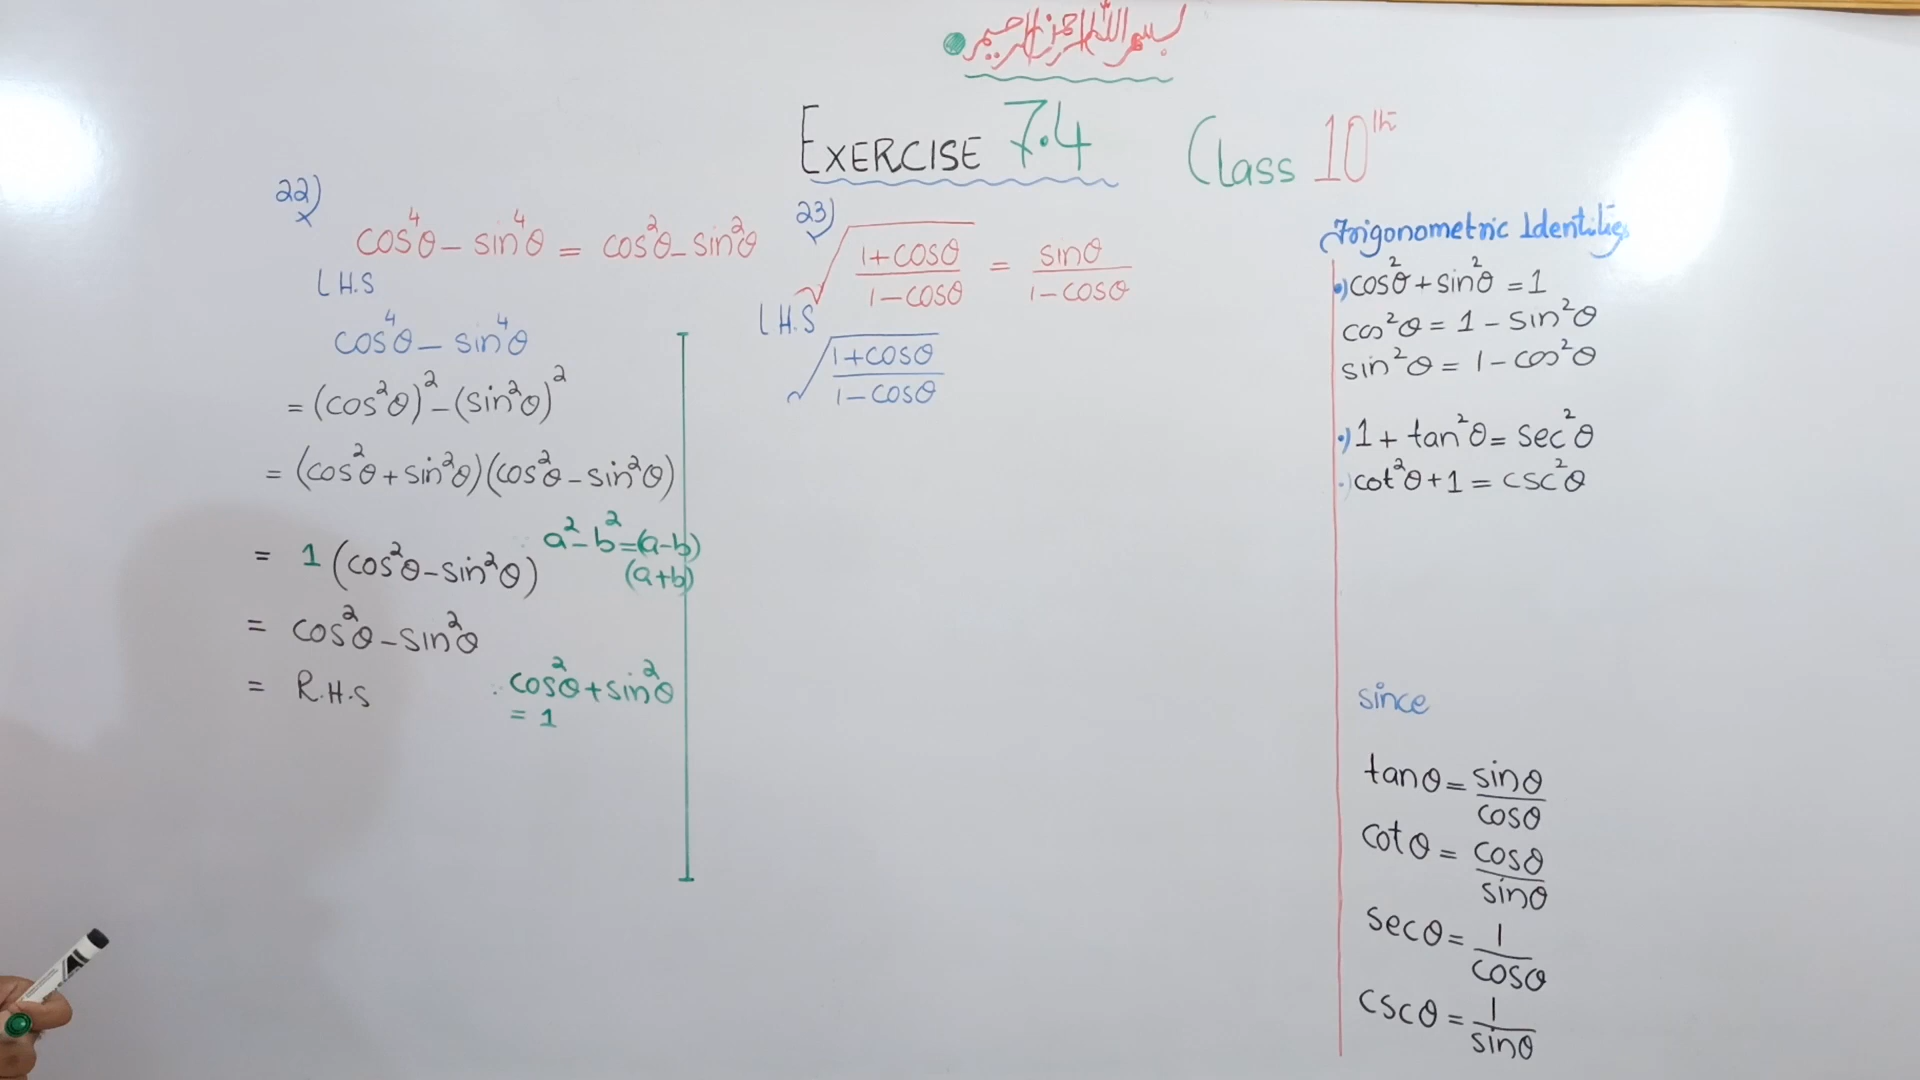 بسم اللہ الرحمن الرحیم
EXERCISE 7.4 Class 10th
22)
cos⁴θ – sin⁴θ = cos²θ – sin²θ
L.H.S
cos⁴θ – sin⁴θ
= (cos²θ)² – (sin²θ)²
= (cos²θ + sin²θ)(cos²θ – sin²θ)
∵ a² – b² = (a–b)
(a+b)
= 1 (cos²θ – sin²θ)
= cos²θ – sin²θ
= R.H.S
∵ cos²θ + sin²θ
= 1
23)
√((1+cosθ)/(1–cosθ)) = sinθ/(1–cosθ)
L.H.S
√((1+cosθ)/(1–cosθ))
Trigonometric Identities
•) cos²θ + sin²θ = 1
cos²θ = 1 – sin²θ
sin²θ = 1 – cos²θ
•) 1 + tan²θ = sec²θ
•) cot²θ + 1 = csc²θ
since
tanθ = sinθ/cosθ
cotθ = cosθ/sinθ
secθ = 1/cosθ
cscθ = 1/sinθ